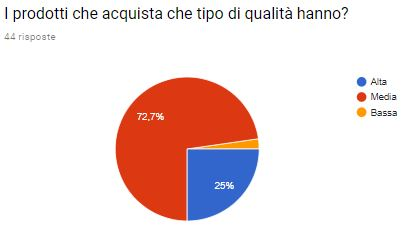 I prodotti che acquista che tipo di qualità hanno?
44 risposte
Alta
Media
Bassa
72,7%
25%